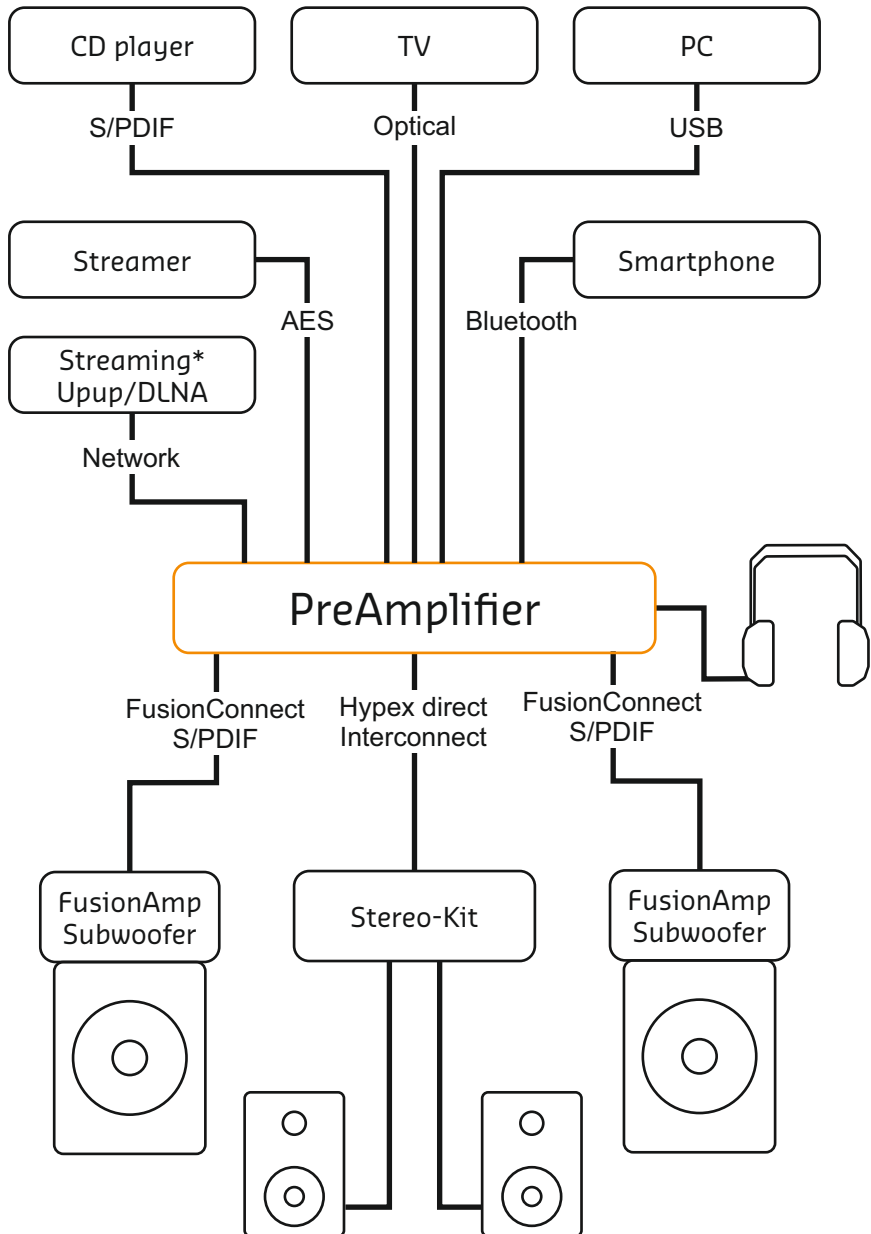 CD player
TV
PC
S/PDIF
Optical
USB
Streamer
Smartphone
AES
Bluetooth
Streaming*
Upup/DLNA
Network
PreAmplifier
FusionConnect
S/PDIF
Hypex direct
Interconnect
FusionConnect
S/PDIF
FusionAmp
Subwoofer
Stereo-Kit
FusionAmp
Subwoofer